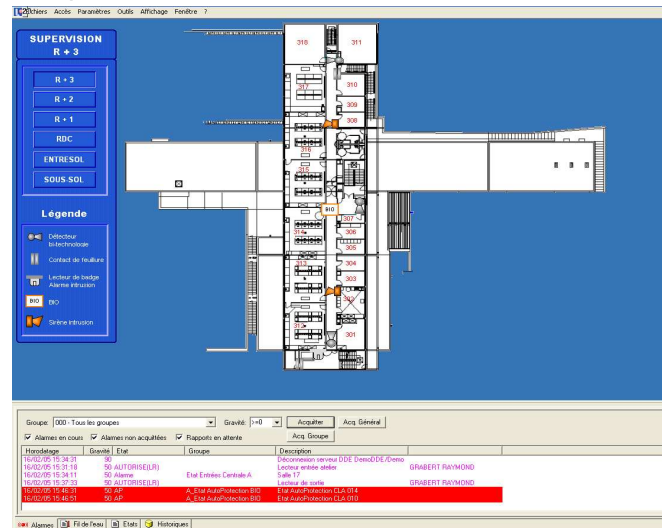 Fichiers Accès Paramètres Outils Affichage Fenêtre ?
SUPERVISION
R + 3
R + 3
R + 2
R + 1
RDC
ENTRESOL
SOUS-SOL
Légende
Détecteur
bi-technologie
Contact de feuillure
Lecteur de badge
Alarme intrusion
BIO BIO
Sirène intrusion
318 311
317 310
309
308
316
315
BIO
307
314 306
305
313 304
303
302
312 301
Groupe: 000 - Tous les groupes Gravité: >=0 Acquitter Acq. Général
Alarmes en cours Alarmes non acquittées Rapports en attente Acq. Groupe
Horodatage Gravité Etat Groupe Description
16/02/05 15:34:31 90 Déconnexion serveur DDE DemoDDE/Demo
16/02/05 15:31:18 50 AUTORISE(LR) Lecteur entrée atelier GRABERT RAYMOND
16/02/05 15:34:11 50 Alarme Etat Entrées Centrale A Salle 17
16/02/05 15:37:33 50 AUTORISE(LR) Lecteur de sortie GRABERT RAYMOND
16/02/05 15:46:31 50 AP A_Etat AutoProtection BIO Etat AutoProtection CLA 014
16/02/05 15:46:51 50 AP A_Etat AutoProtection BIO Etat AutoProtection CLA 010
Alarmes Fil de l'eau Etats Historiques